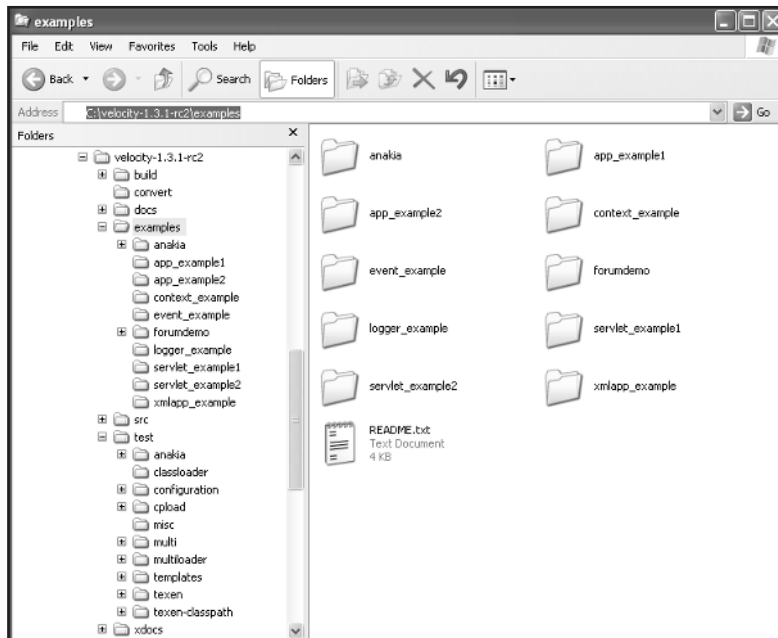 examples
File Edit View Favorites Tools Help
Back Search Folders
Address C:\velocity-1.3.1-rc2\examples Go
Folders
velocity-1.3.1-rc2
build
convert
docs
examples
anakia
app_example1
app_example2
context_example
event_example
forumdemo
logger_example
servlet_example1
servlet_example2
xmlapp_example
src
test
anakia
classloader
configuration
cpload
misc
multi
multiloader
templates
texen
texen-classpath
xdocs
anakia app_example1
app_example2 context_example
event_example forumdemo
logger_example servlet_example1
servlet_example2 xmlapp_example
README.txt
Text Document
4 KB